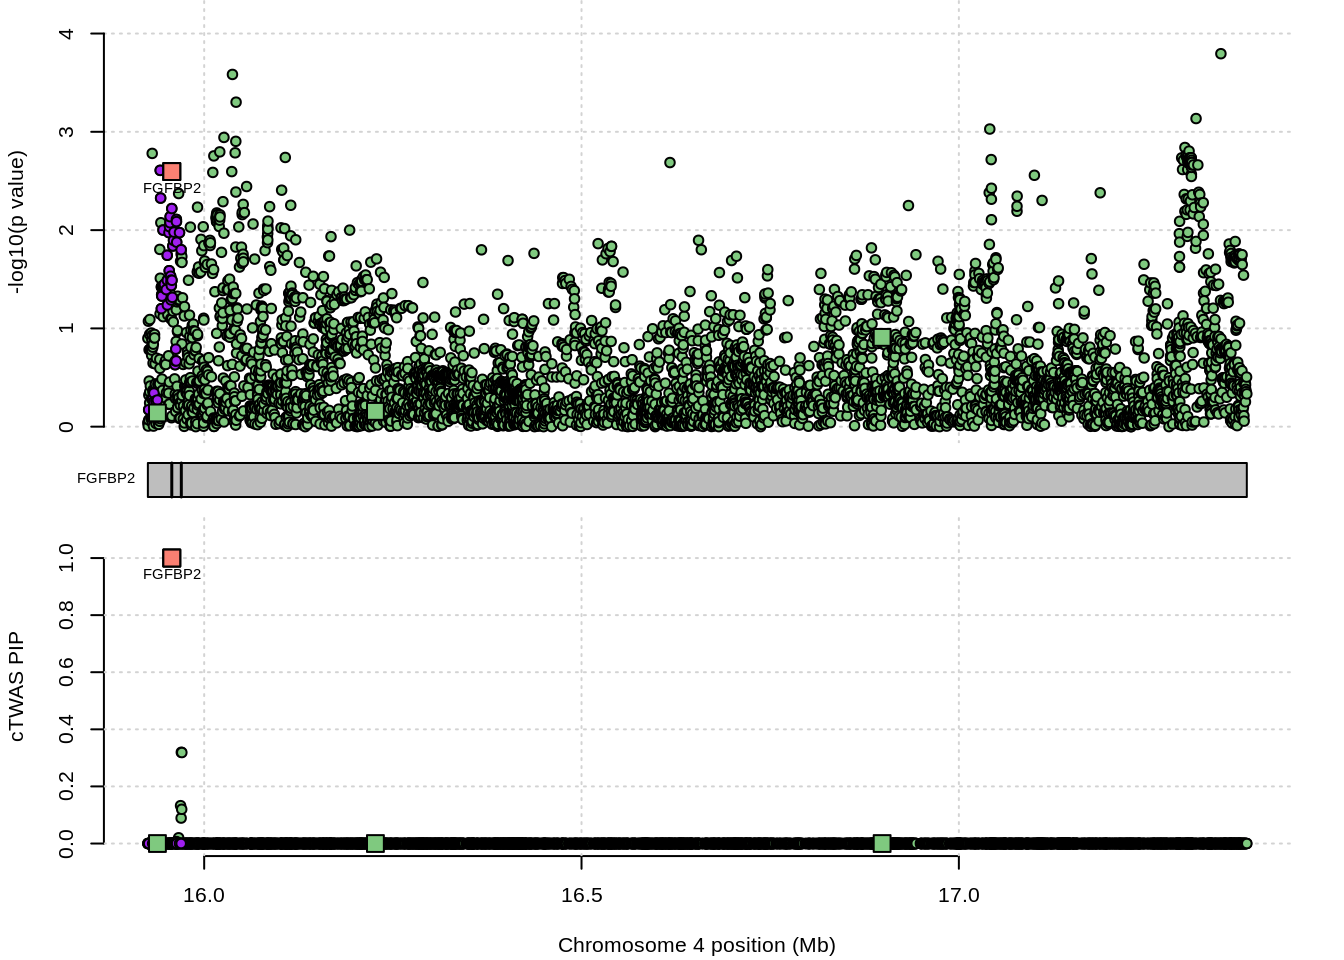 4
3
2
1
0
-log10(p value)
FGFBP2
FGFBP2
1.0
0.8
0.6
0.4
0.2
0.0
cTWAS PIP
FGFBP2
16.0 16.5 17.0
Chromosome 4 position (Mb)